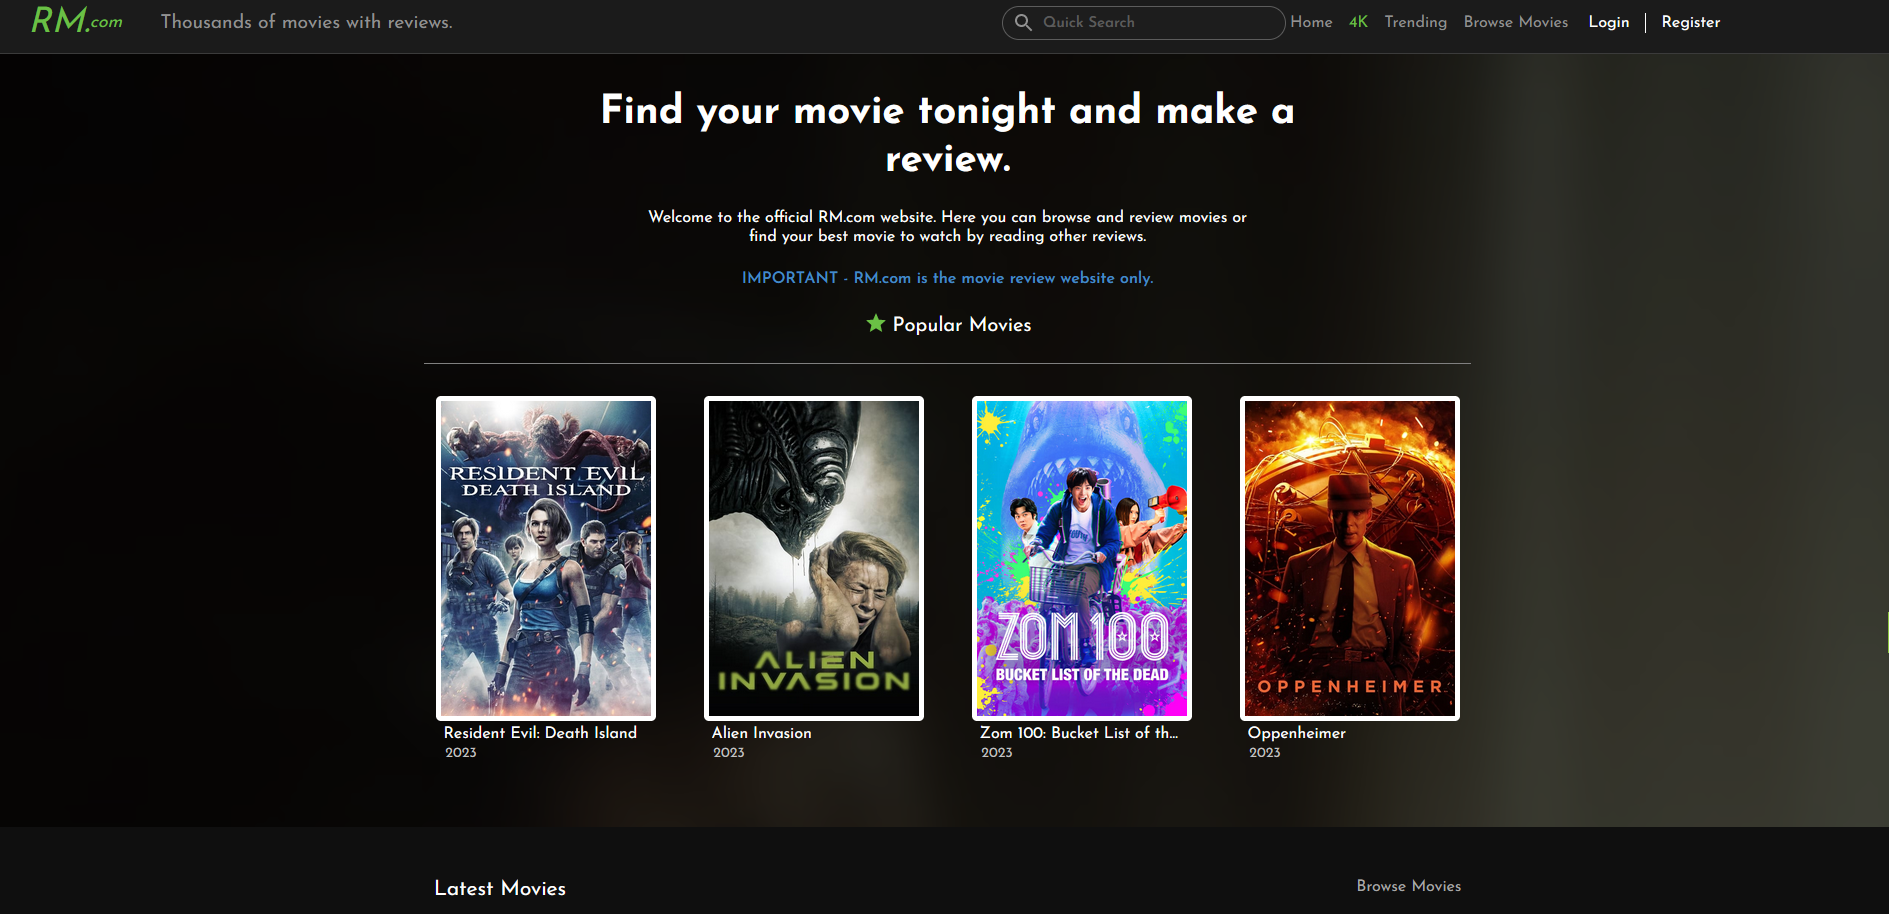 RM.com
Thousands of movies with reviews.
Quick Search
Home
4K
Trending
Browse Movies
Login
Register
Find your movie tonight and make a
review.
Welcome to the official RM.com website. Here you can browse and review movies or
find your best movie to watch by reading other reviews.
IMPORTANT - RM.com is the movie review website only.
Popular Movies
RESIDENT EVIL
DEATH ISLAND
Resident Evil: Death Island
2023
ALIEN
INVASION
Alien Invasion
2023
ZOM 100
BUCKET LIST OF THE DEAD
Zom 100: Bucket List of th...
2023
OPPENHEIMER
Oppenheimer
2023
Latest Movies
Browse Movies